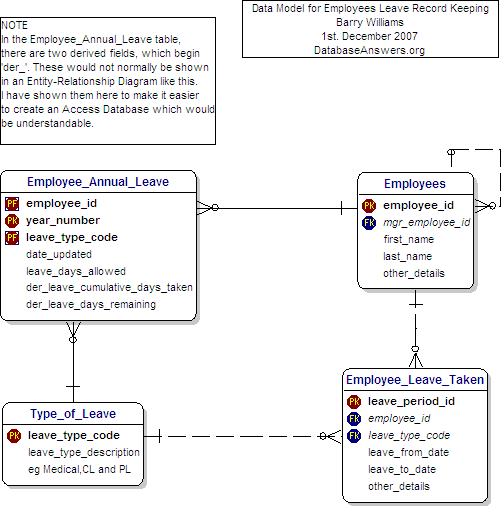 NOTE
In the Employee_Annual_Leave table,
there are two derived fields, which begin
'der_'. These would not normally be shown
in an Entity-Relationship Diagram like this.
I have shown them here to make it easier
to create an Access Database which would
be understandable.
Data Model for Employees Leave Record Keeping
Barry Williams
1st. December 2007
DatabaseAnswers.org
Employee_Annual_Leave
PF employee_id
PK year_number
PF leave_type_code
date_updated
leave_days_allowed
der_leave_cumulative_days_taken
der_leave_days_remaining
Employees
PK employee_id
FK mgr_employee_id
first_name
last_name
other_details
Type_of_Leave
PK leave_type_code
leave_type_description
eg Medical,CL and PL
Employee_Leave_Taken
PK leave_period_id
FK employee_id
FK leave_type_code
leave_from_date
leave_to_date
other_details